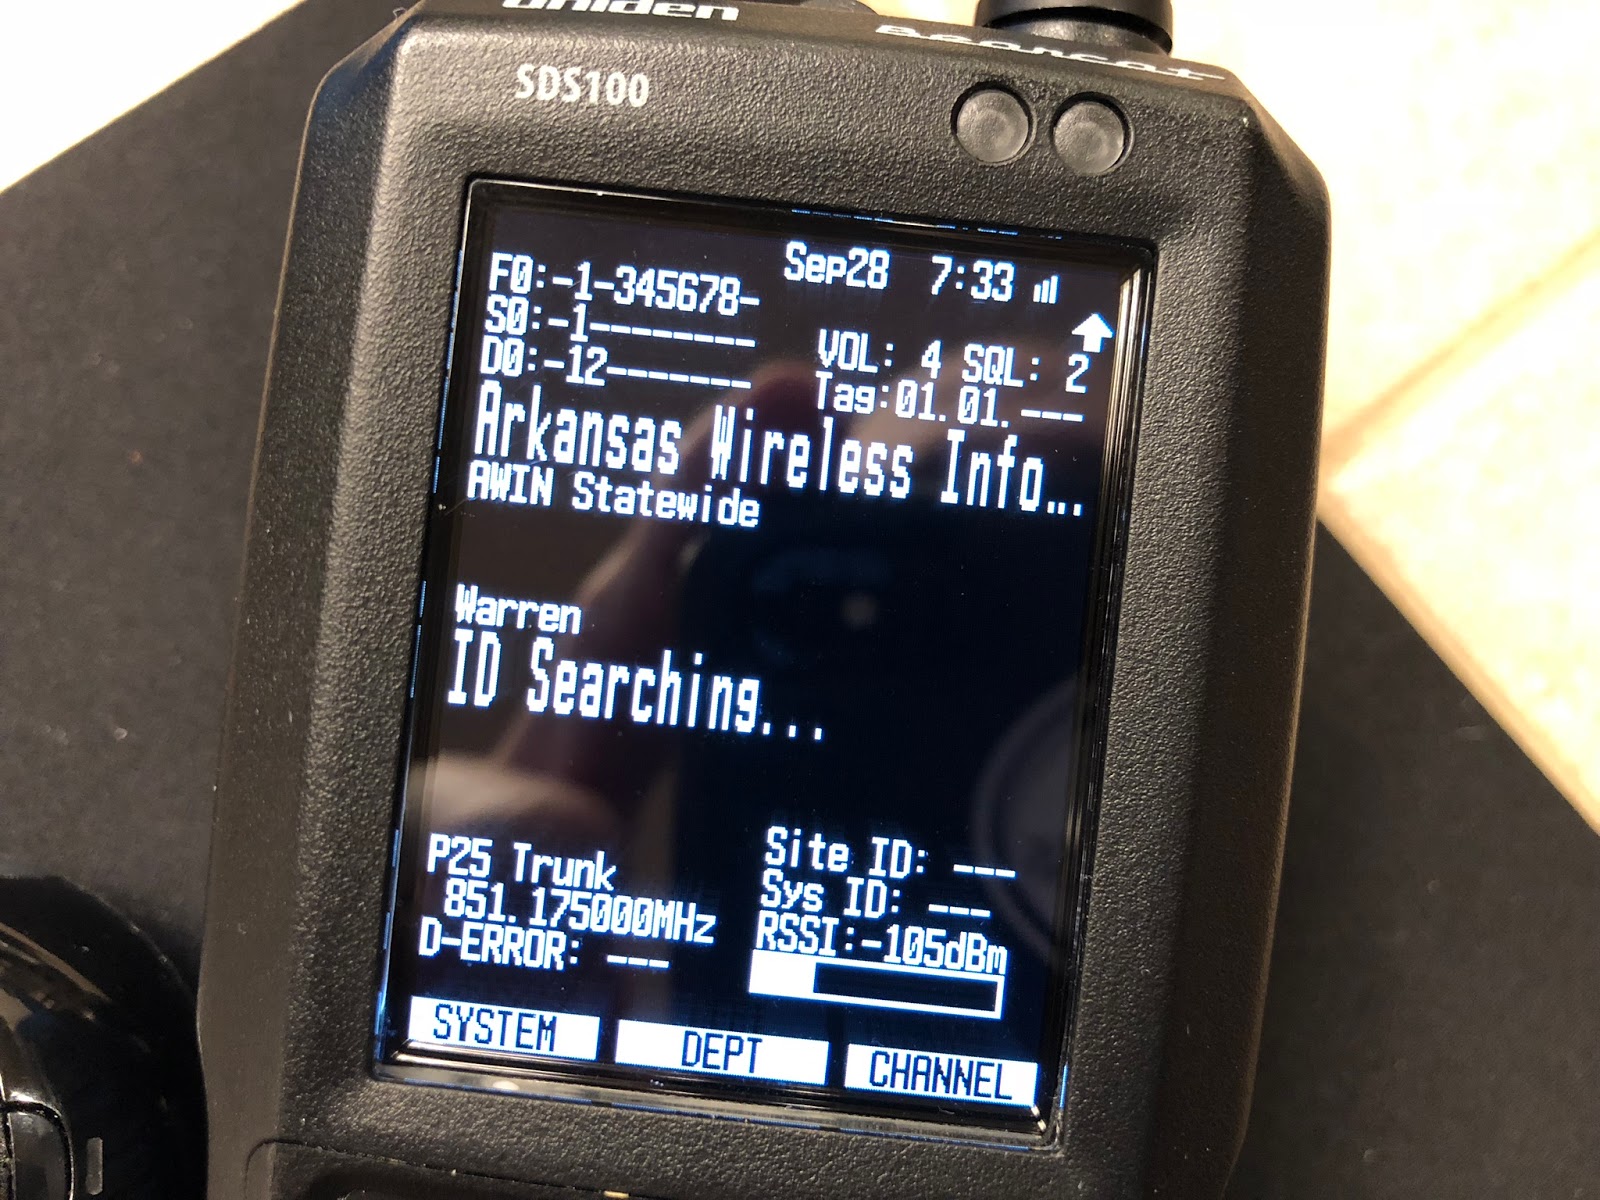 Uniden
Bearcat
SDS100
Sep28 7:33
F0:-1-345678-
S0:-1--------
D0:-12-------
VOL: 4 SQL: 2
Tag:01.01.---
Arkansas Wireless Info...
AWIN Statewide
Warren
ID Searching...
P25 Trunk
851.175000MHz
D-ERROR: ---
Site ID: ---
Sys ID: ---
RSSI:-105dBm
SYSTEM
DEPT
CHANNEL